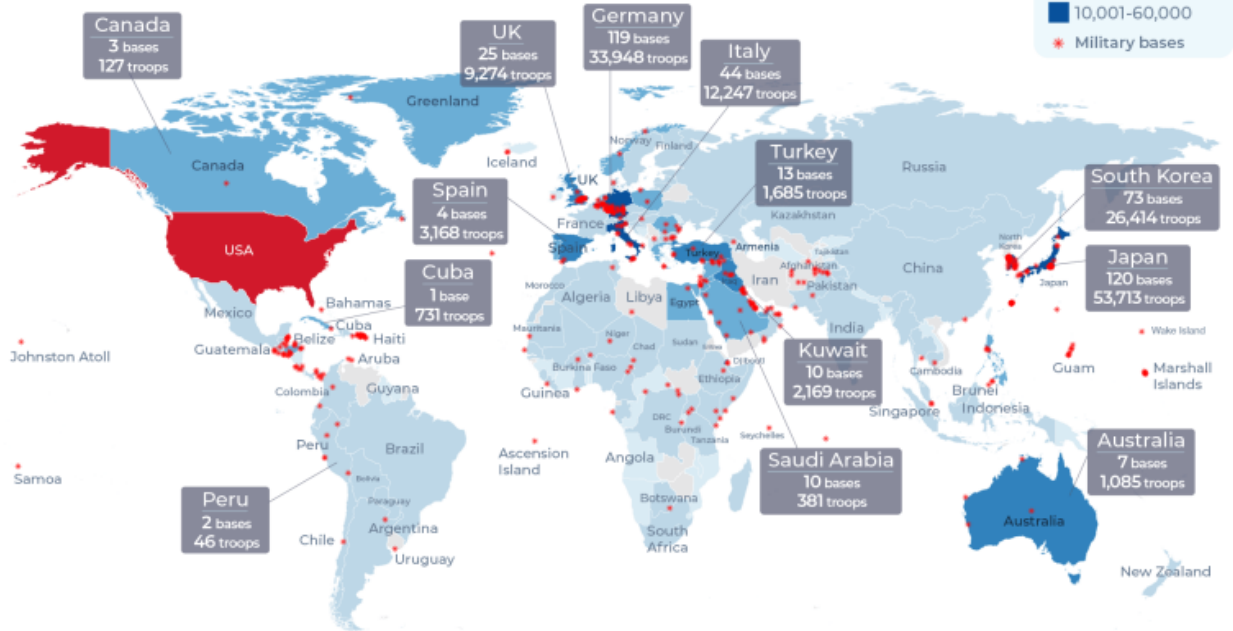 10,001-60,000
Military bases
Canada
3 bases
127 troops
UK
25 bases
9,274 troops
Germany
119 bases
33,948 troops
Italy
44 bases
12,247 troops
Greenland
Canada
Iceland
Norway
Finland
Russia
UK
Turkey
13 bases
1,685 troops
South Korea
73 bases
26,414 troops
Spain
4 bases
3,168 troops
France
Spain
Kazakhstan
USA
Turkey
Armenia
Tajikistan
North
Korea
Japan
120 bases
53,713 troops
Japan
China
Iran
Afghanistan
Pakistan
Iraq
Cuba
1 base
731 troops
Morocco
Algeria
Libya
Egypt
Bahamas
Mexico
Cuba
Belize
Haiti
Guatemala
Aruba
Mauritania
Niger
Chad
Sudan
India
Wake Island
Johnston Atoll
Burkina Faso
Djibouti
Ethiopia
Kuwait
10 bases
2,169 troops
Cambodia
Guam
Marshall
Islands
Colombia
Guyana
Guinea
Brunei
Singapore
Indonesia
DRC
Burundi
Tanzania
Seychelles
Peru
Brazil
Ascension
Island
Angola
Saudi Arabia
10 bases
381 troops
Australia
7 bases
1,085 troops
Samoa
Bolivia
Paraguay
Peru
2 bases
46 troops
Botswana
South
Africa
Australia
Argentina
Chile
Uruguay
New Zealand